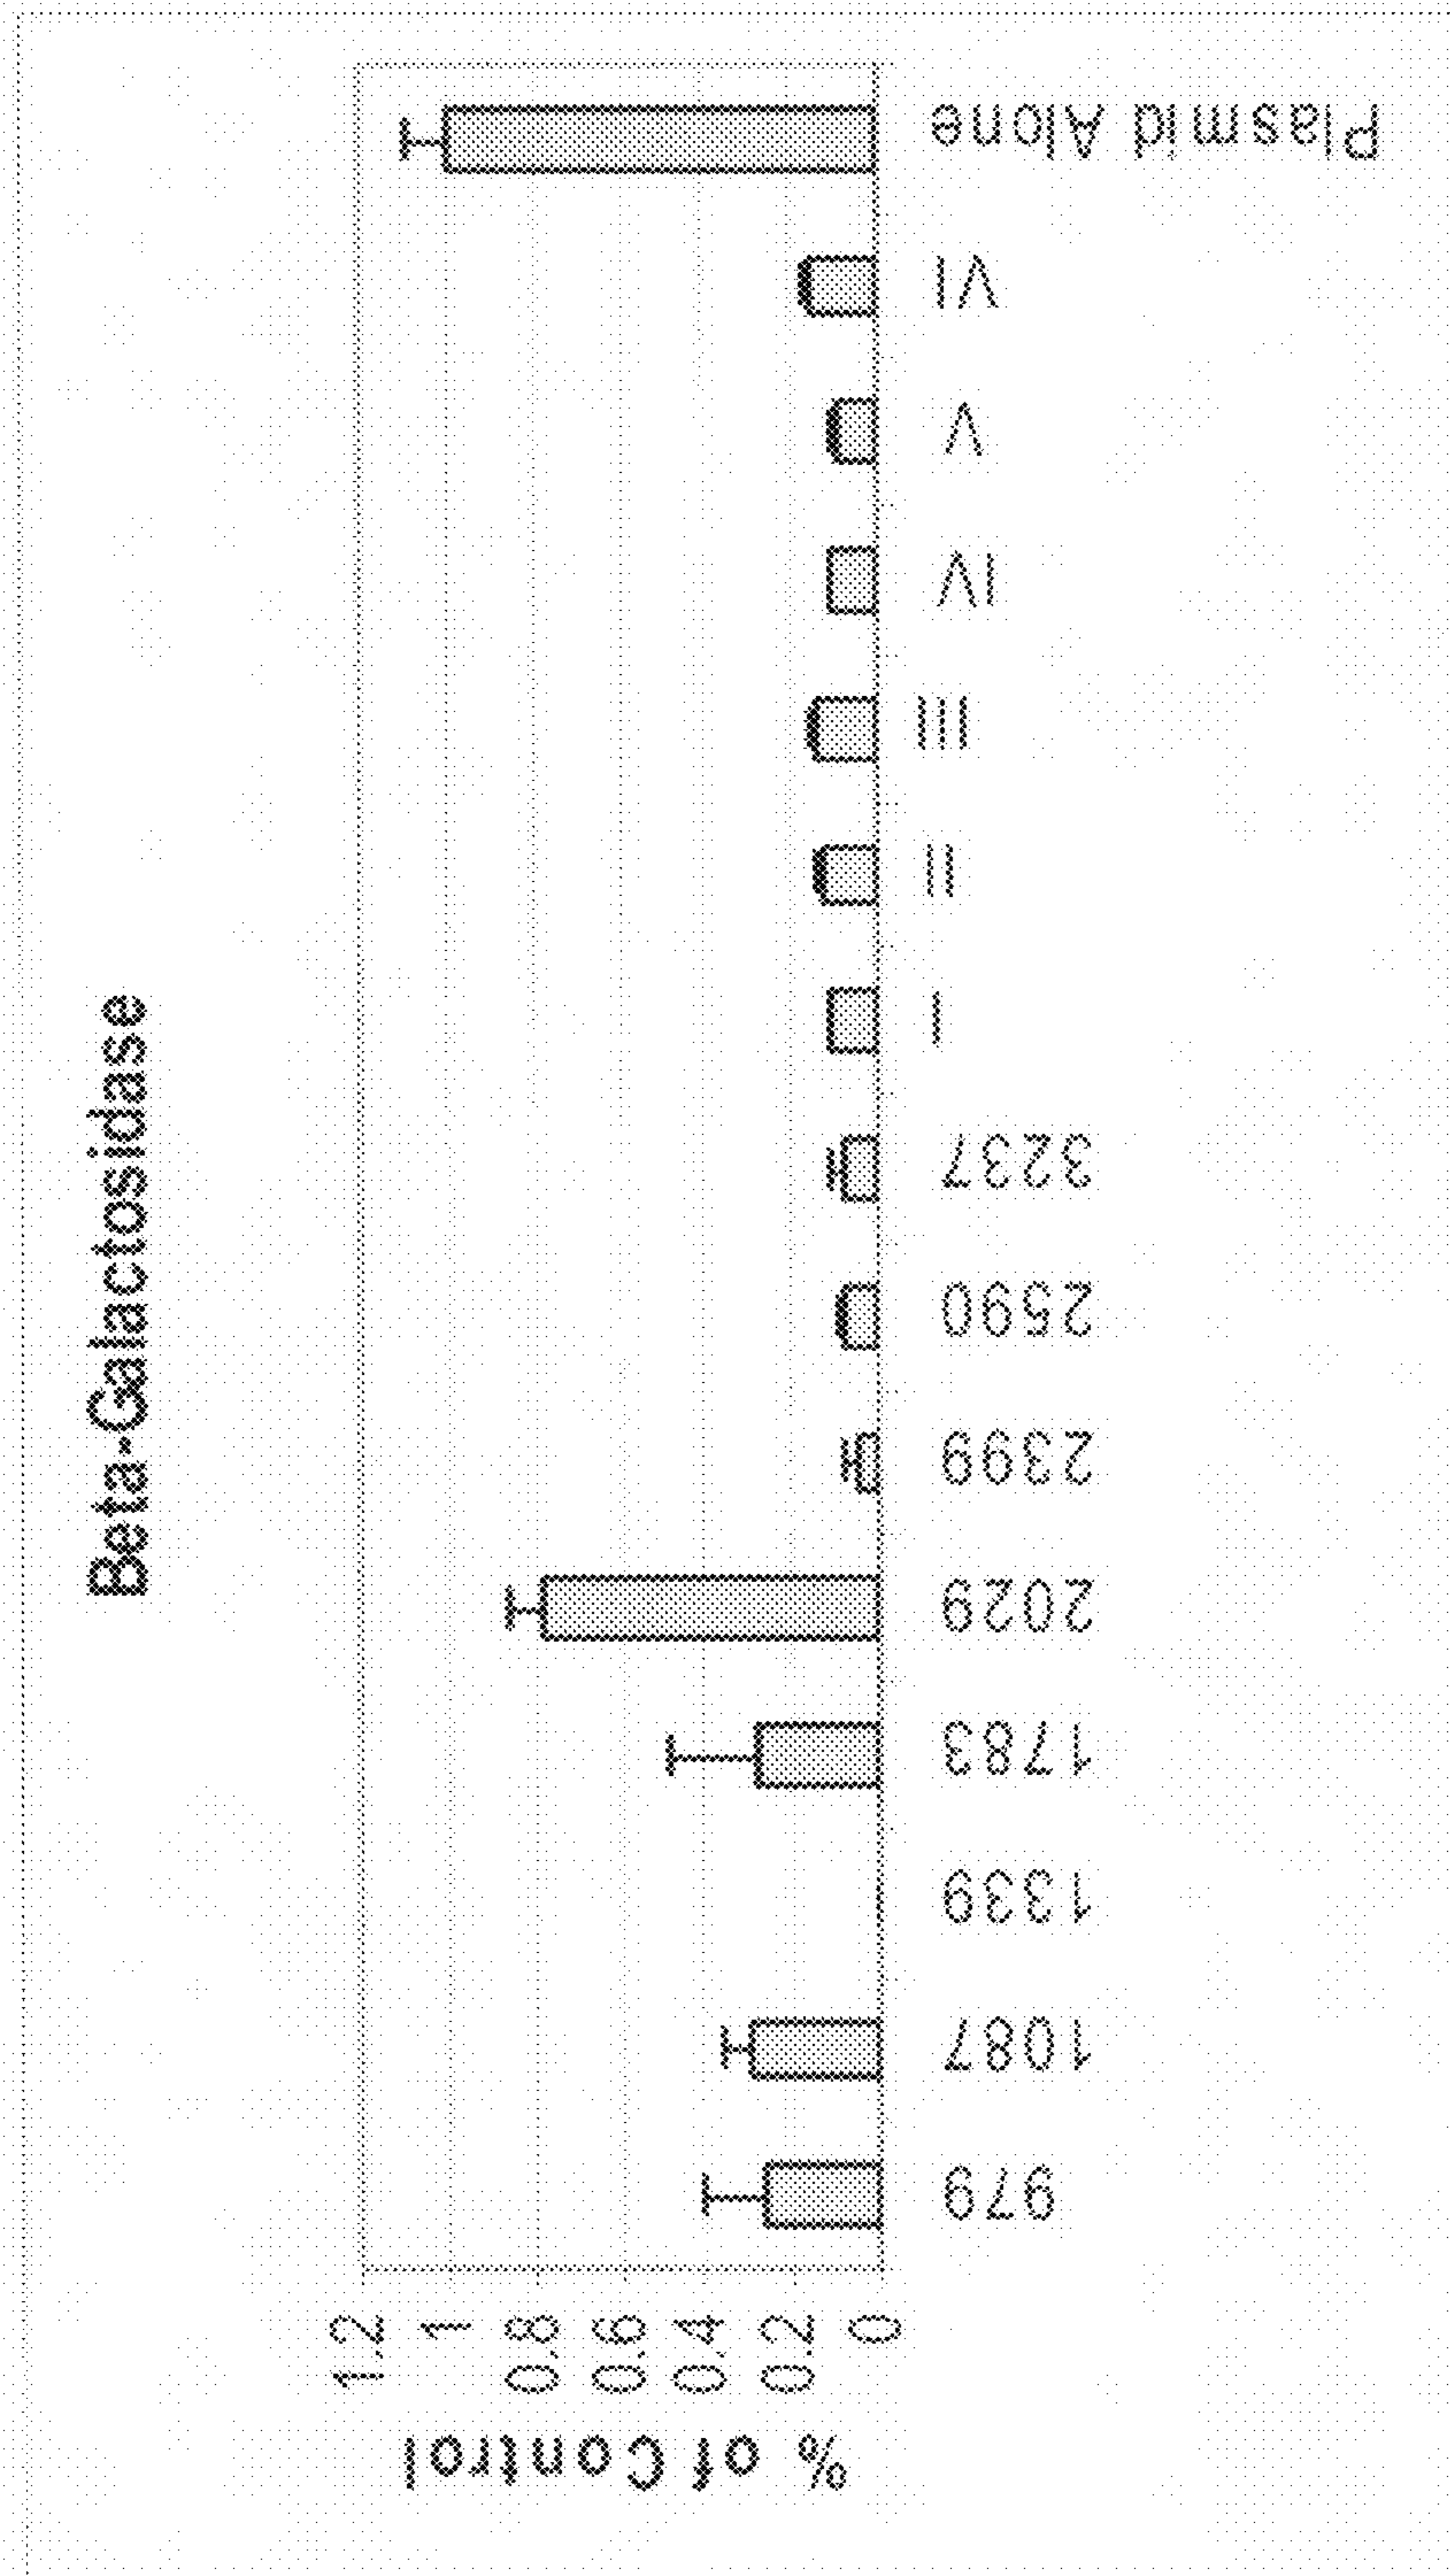 Beta-Galactosidase
% of Control
1.2
1
0.8
0.6
0.4
0.2
0
979
1087
1339
1783
2029
2399
2590
3237
I
II
III
IV
V
VI
Plasmid Alone